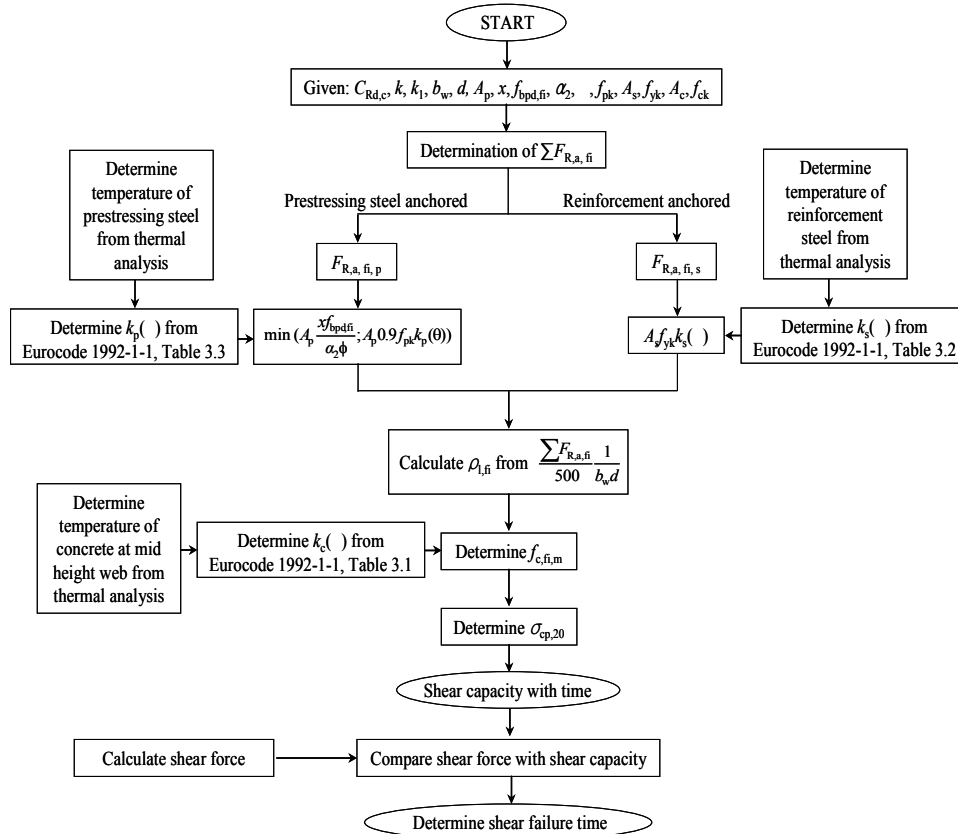 START
Given: C_Rd,c, k, k_1, b_w, d, A_p, x, f_bpd,fi, α_2, , f_pk, A_s, f_yk, A_c, f_ck
Determination of ∑F_R,a, fi
Determine
temperature of
prestressing steel
from thermal
analysis
Prestressing steel anchored
Reinforcement anchored
Determine
temperature of
reinforcement
steel from
thermal analysis
F_R,a, fi, p
F_R,a, fi, s
Determine k_p( ) from
Eurocode 1992-1-1, Table 3.3
min (A_p xf_bpd,fi/α_2ϕ; A_p 0.9f_pk k_p(θ))
A_s f_yk k_s( )
Determine k_s( ) from
Eurocode 1992-1-1, Table 3.2
Calculate ρ_l,fi from ∑F_R,a,fi/500 1/b_w d
Determine
temperature of
concrete at mid
height web from
thermal analysis
Determine k_c( ) from
Eurocode 1992-1-1, Table 3.1
Determine f_c,fi,m
Determine σ_cp,20
Shear capacity with time
Calculate shear force
Compare shear force with shear capacity
Determine shear failure time